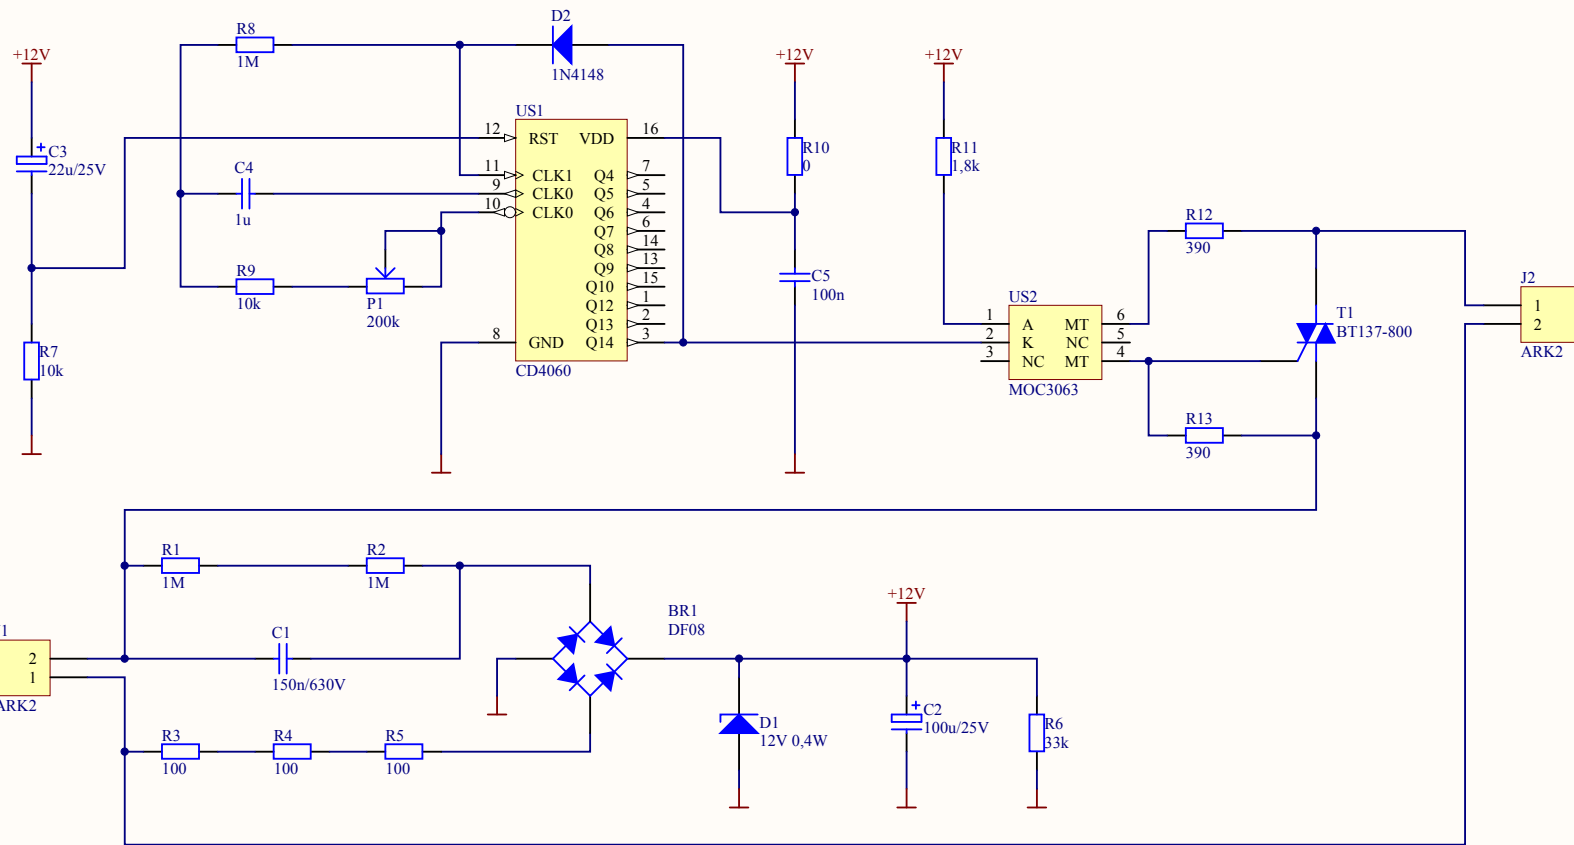 +12V
C3
22u/25V
R7
10k
R8
1M
C4
1u
R9
10k
P1
200k
D2
1N4148
US1
12 RST VDD 16
11 CLK1 Q4 7
9 CLK0 Q5 5
10 CLK0 Q6 4
Q7 6
Q8 14
Q9 13
Q10 15
Q12 1
Q13 2
8 GND Q14 3
CD4060
+12V
R10
0
C5
100n
+12V
R11
1,8k
US2
1 A MT 6
2 K NC 5
3 NC MT 4
MOC3063
R12
390
R13
390
T1
BT137-800
J2
1
2
ARK2
1
2
1
ARK2
R1
1M
R2
1M
C1
150n/630V
R3
100
R4
100
R5
100
BR1
DF08
D1
12V 0,4W
+12V
C2
100u/25V
R6
33k